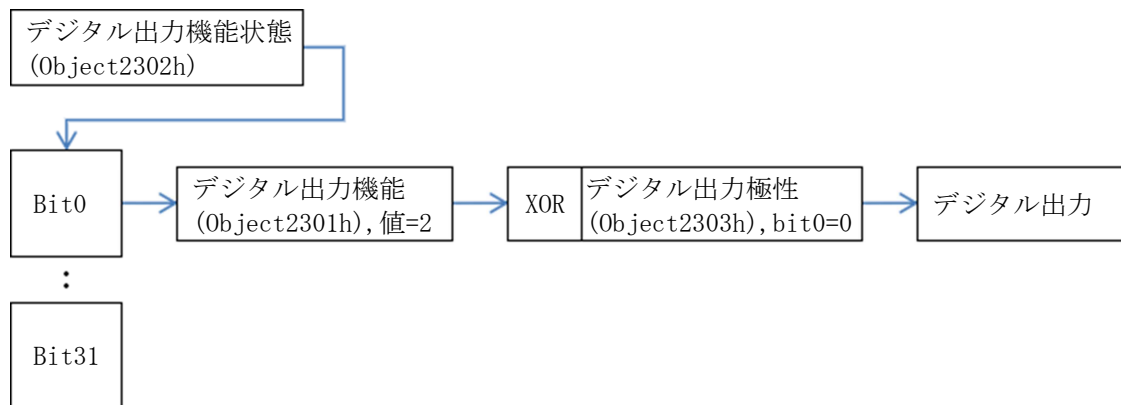 デジタル出力機能状態
(Object2302h)
Bit0
デジタル出力機能
(Object2301h),値=2
XOR
デジタル出力極性
(Object2303h),bit0=0
デジタル出力
:
Bit31